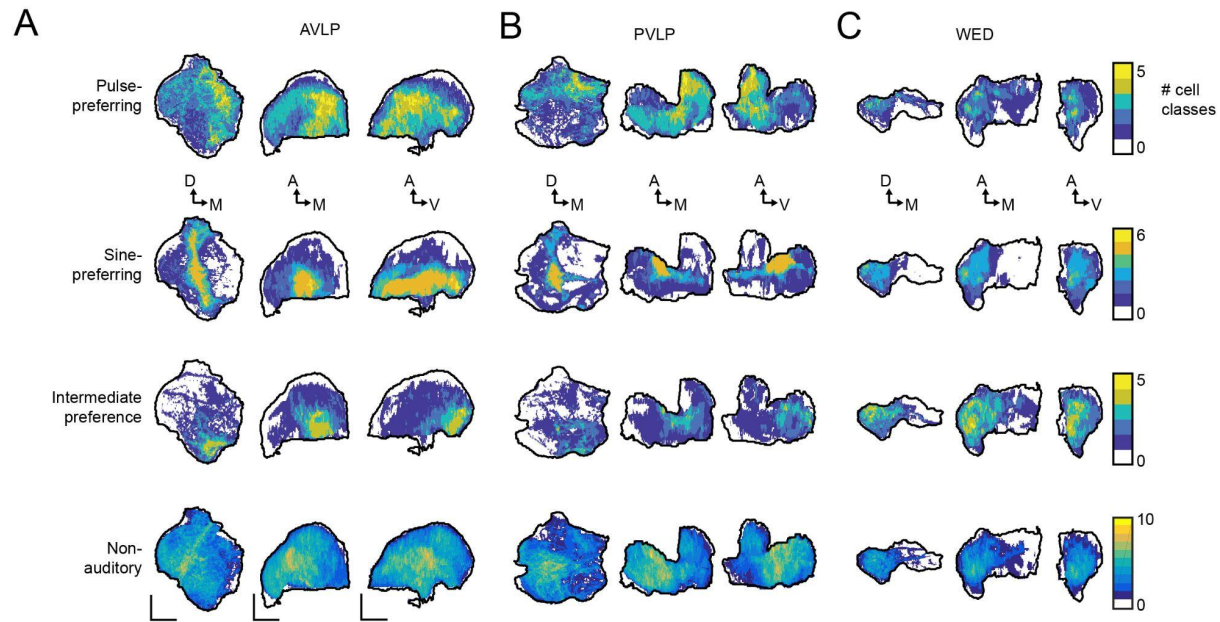 A
AVLP
B
PVLP
C
WED
Pulse-
preferring
5
# cell
classes
0
D
M
A
M
A
V
D
M
A
M
A
V
D
M
A
M
A
V
Sine-
preferring
6
0
Intermediate
preference
5
0
Non-
auditory
10
0